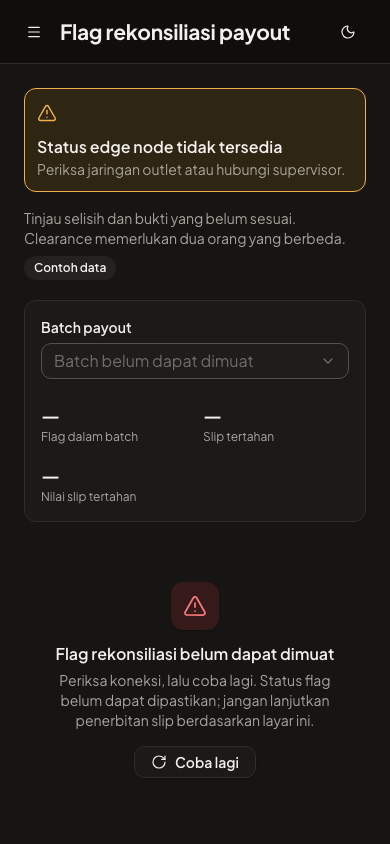 Flag rekonsiliasi payout
Status edge node tidak tersedia
Periksa jaringan outlet atau hubungi supervisor.
Tinjau selisih dan bukti yang belum sesuai.
Clearance memerlukan dua orang yang berbeda.
Contoh data
Batch payout
Batch belum dapat dimuat
—
Flag dalam batch
—
Slip tertahan
—
Nilai slip tertahan
Flag rekonsiliasi belum dapat dimuat
Periksa koneksi, lalu coba lagi. Status flag
belum dapat dipastikan; jangan lanjutkan
penerbitan slip berdasarkan layar ini.
Coba lagi